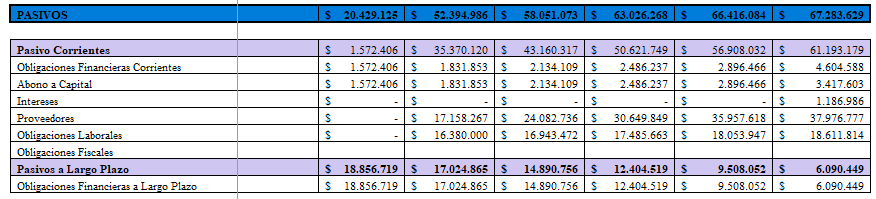 PASIVOS $ 20.429.125 $ 52.394.986 $ 58.051.073 $ 63.026.268 $ 66.416.084 $ 67.283.629
Pasivo Corrientes $ 1.572.406 $ 35.370.120 $ 43.160.317 $ 50.621.749 $ 56.908.032 $ 61.193.179
Obligaciones Financieras Corrientes $ 1.572.406 $ 1.831.853 $ 2.134.109 $ 2.486.237 $ 2.896.466 $ 4.604.588
Abono a Capital $ 1.572.406 $ 1.831.853 $ 2.134.109 $ 2.486.237 $ 2.896.466 $ 3.417.603
Intereses $ - $ - $ - $ - $ - $ 1.186.986
Proveedores $ - $ 17.158.267 $ 24.082.736 $ 30.649.849 $ 35.957.618 $ 37.976.777
Obligaciones Laborales $ - $ 16.380.000 $ 16.943.472 $ 17.485.663 $ 18.053.947 $ 18.611.814
Obligaciones Fiscales
Pasivos a Largo Plazo $ 18.856.719 $ 17.024.865 $ 14.890.756 $ 12.404.519 $ 9.508.052 $ 6.090.449
Obligaciones Financieras a Largo Plazo $ 18.856.719 $ 17.024.865 $ 14.890.756 $ 12.404.519 $ 9.508.052 $ 6.090.449